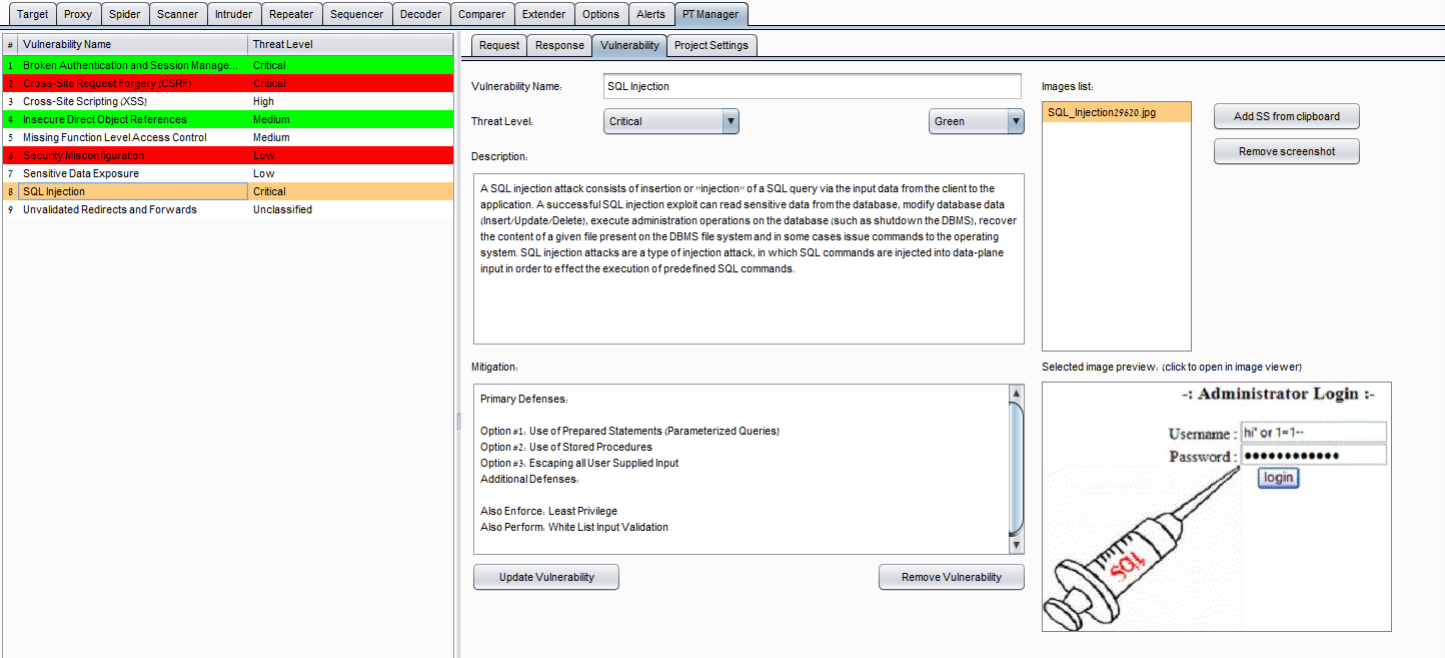 Target Proxy Spider Scanner Intruder Repeater Sequencer Decoder Comparer Extender Options Alerts PT Manager
# Vulnerability Name Threat Level
1 Broken Authentication and Session Manage... Critical
2 Cross-Site Request Forgery (CSRF) Critical
3 Cross-Site Scripting (XSS) High
4 Insecure Direct Object References Medium
5 Missing Function Level Access Control Medium
6 Security Misconfiguration Low
7 Sensitive Data Exposure Low
8 SQL Injection Critical
9 Unvalidated Redirects and Forwards Unclassified
Request Response Vulnerability Project Settings
Vulnerability Name: SQL Injection
Threat Level: Critical Green
Description:
A SQL injection attack consists of insertion or "injection" of a SQL query via the input data from the client to the
application. A successful SQL injection exploit can read sensitive data from the database, modify database data
(Insert/Update/Delete), execute administration operations on the database (such as shutdown the DBMS), recover
the content of a given file present on the DBMS file system and in some cases issue commands to the operating
system. SQL injection attacks are a type of injection attack, in which SQL commands are injected into data-plane
input in order to effect the execution of predefined SQL commands.
Mitigation:
Primary Defenses:
Option #1: Use of Prepared Statements (Parameterized Queries)
Option #2: Use of Stored Procedures
Option #3: Escaping all User Supplied Input
Additional Defenses:
Also Enforce: Least Privilege
Also Perform: White List Input Validation
Update Vulnerability Remove Vulnerability
Images list:
SQL_Injection29620.jpg
Add SS from clipboard
Remove screenshot
Selected image preview: (click to open in image viewer)
-: Administrator Login :-
Username : hi' or 1=1--
Password : ••••••••••••
login
SQL